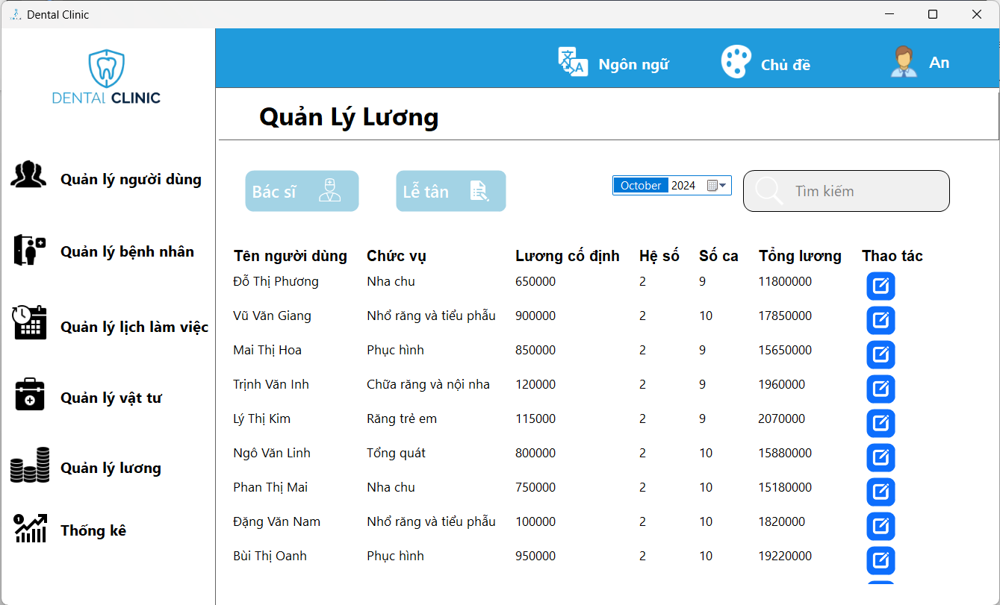 Dental Clinic
DENTAL CLINIC
Ngôn ngữ
Chủ đề
An
Quản Lý Lương
Quản lý người dùng
Quản lý bệnh nhân
Quản lý lịch làm việc
Quản lý vật tư
Quản lý lương
Thống kê
Bác sĩ
Lễ tân
October 2024
Tìm kiếm
Tên người dùng Chức vụ Lương cố định Hệ số Số ca Tổng lương Thao tác
Đỗ Thị Phương Nha chu 650000 2 9 11800000
Vũ Văn Giang Nhổ răng và tiểu phẫu 900000 2 10 17850000
Mai Thị Hoa Phục hình 850000 2 9 15650000
Trịnh Văn Inh Chữa răng và nội nha 120000 2 9 1960000
Lý Thị Kim Răng trẻ em 115000 2 9 2070000
Ngô Văn Linh Tổng quát 800000 2 10 15880000
Phan Thị Mai Nha chu 750000 2 10 15180000
Đặng Văn Nam Nhổ răng và tiểu phẫu 100000 2 10 1820000
Bùi Thị Oanh Phục hình 950000 2 10 19220000